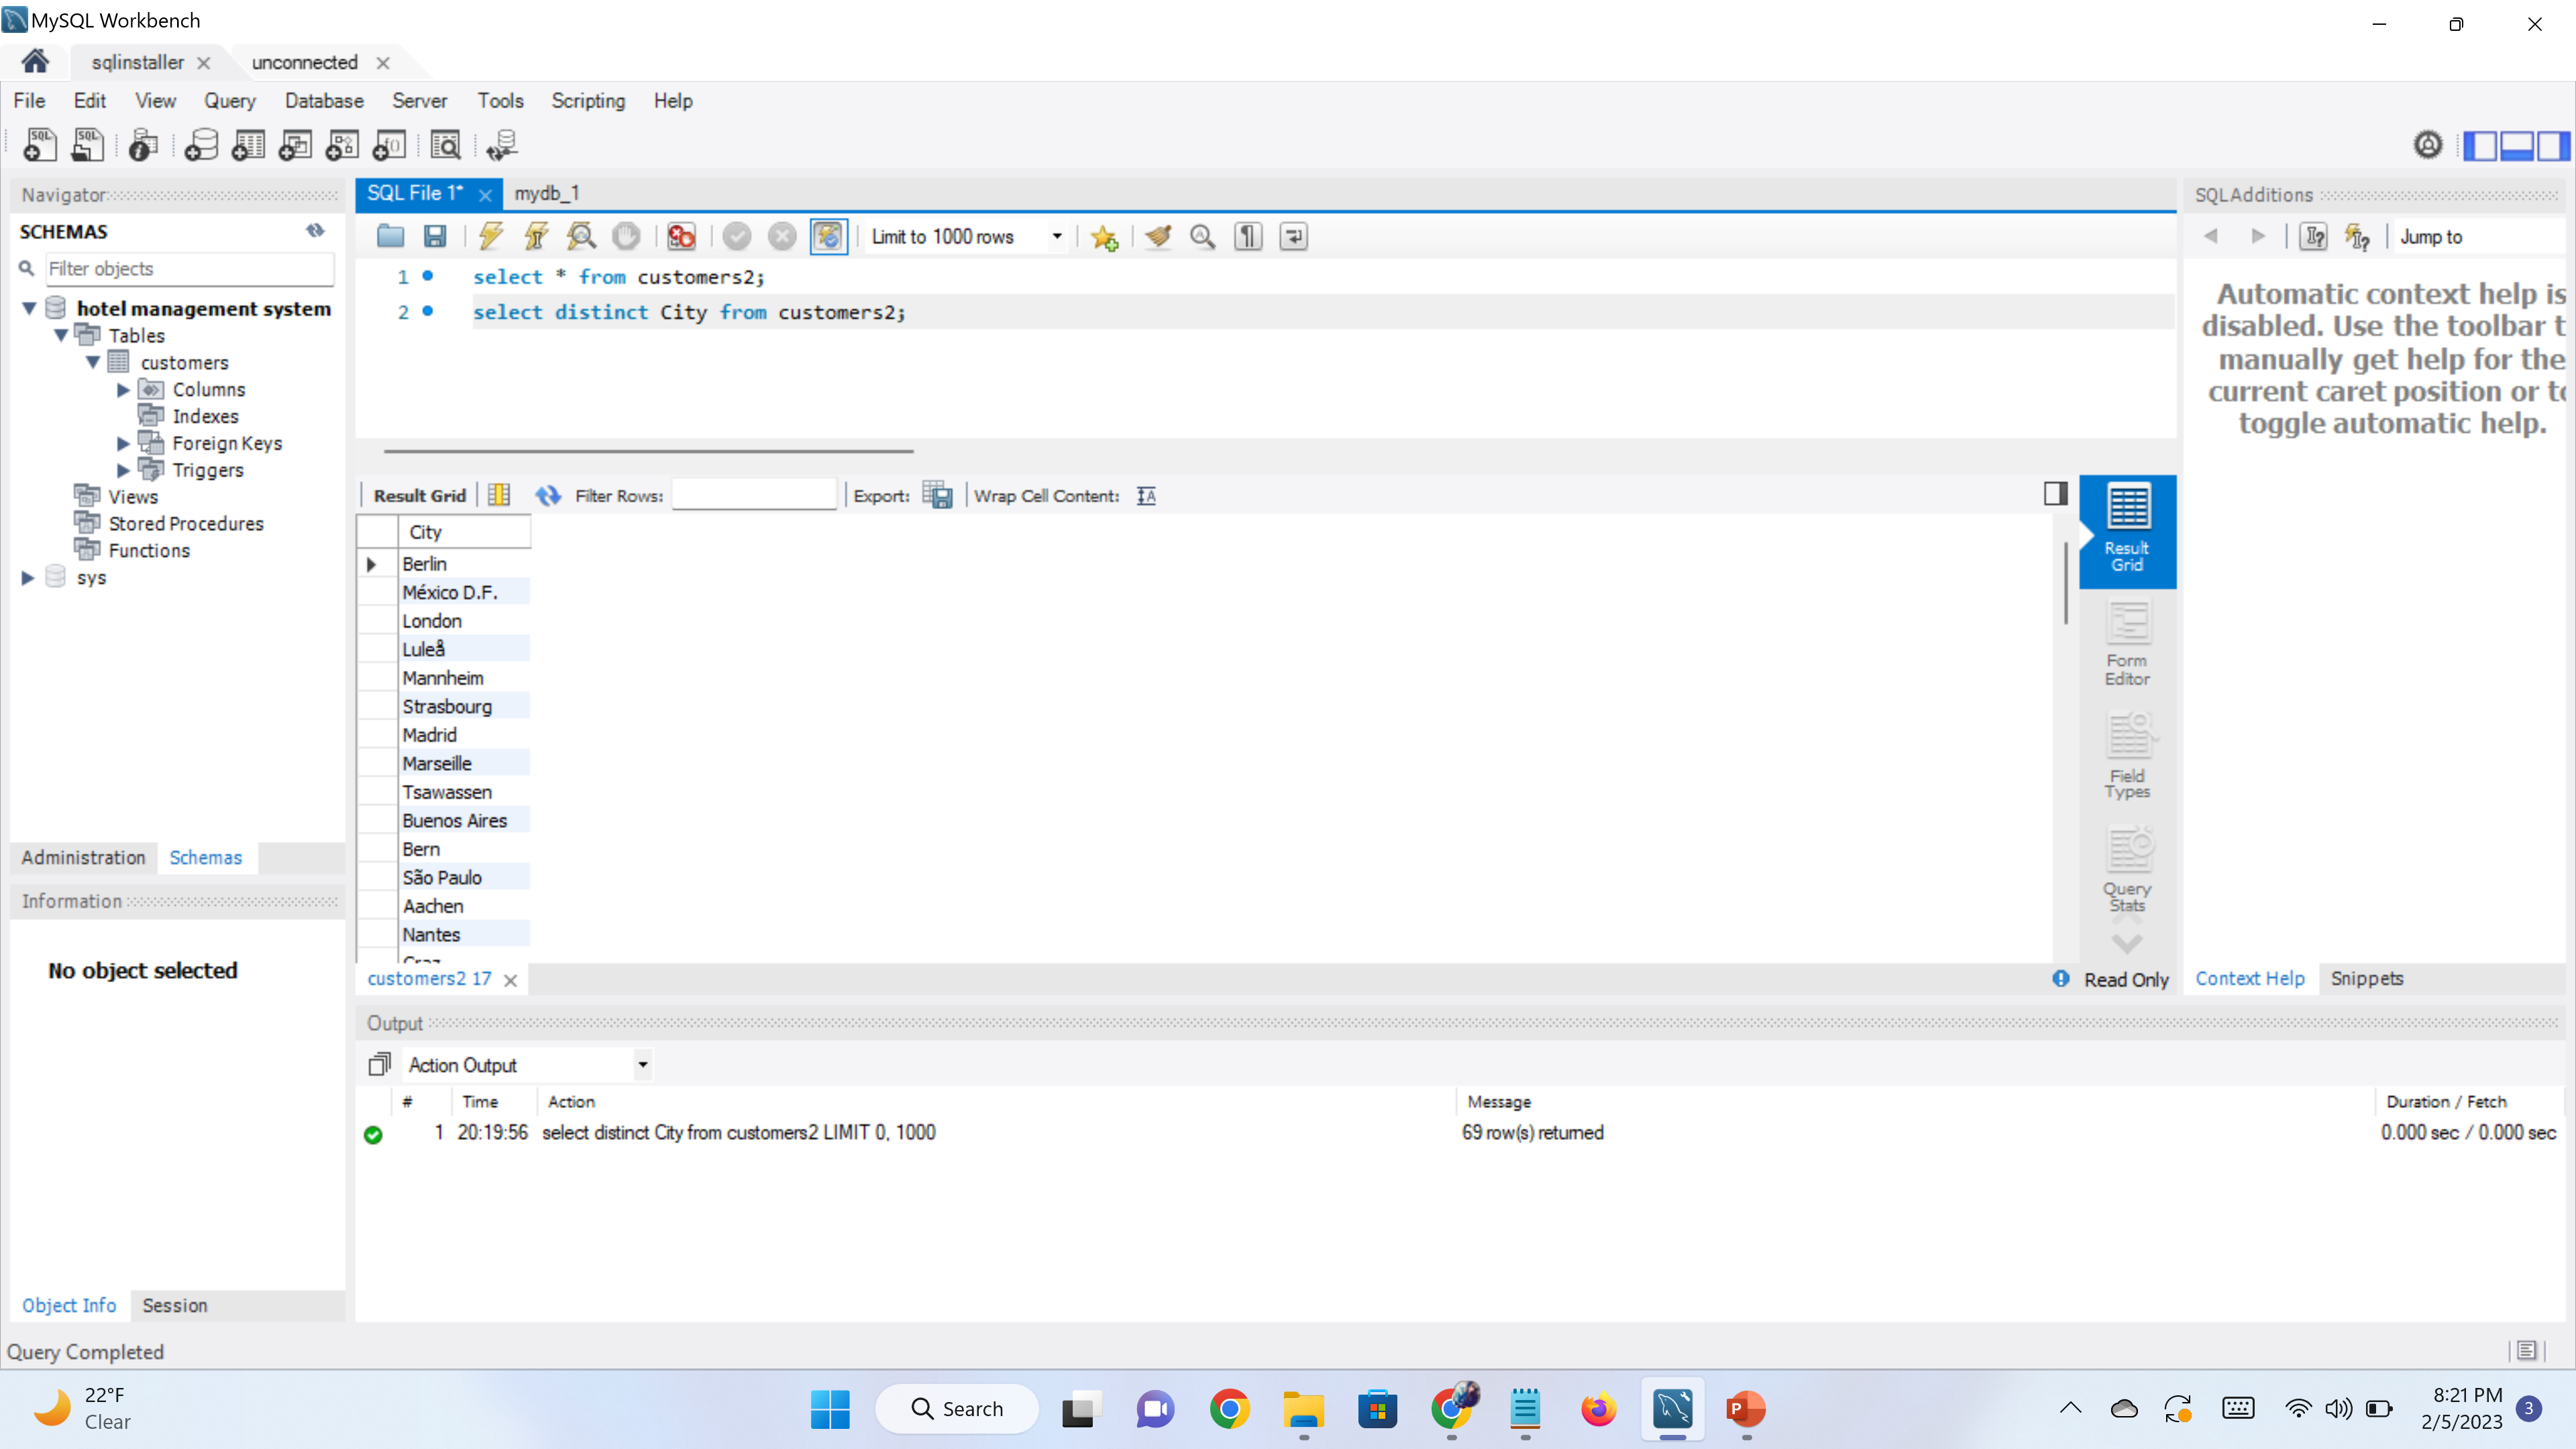 MySQL Workbench
sqlinstaller
unconnected
File Edit View Query Database Server Tools Scripting Help
Navigator
SCHEMAS
Filter objects
hotel management system
Tables
customers
Columns
Indexes
Foreign Keys
Triggers
Views
Stored Procedures
Functions
sys
Administration Schemas
Information
No object selected
Object Info Session
SQL File 1* mydb_1
Limit to 1000 rows
1 select * from customers2;
2 select distinct City from customers2;
Result Grid Filter Rows: Export: Wrap Cell Content:
City
Berlin
México D.F.
London
Luleå
Mannheim
Strasbourg
Madrid
Marseille
Tsawassen
Buenos Aires
Bern
São Paulo
Aachen
Nantes
Result
Grid
Form
Editor
Field
Types
Query
Stats
customers2 17
Read Only
SQLAdditions
Jump to
Automatic context help is
disabled. Use the toolbar t
manually get help for the
current caret position or to
toggle automatic help.
Context Help Snippets
Output
Action Output
# Time Action Message Duration / Fetch
1 20:19:56 select distinct City from customers2 LIMIT 0, 1000 69 row(s) returned 0.000 sec / 0.000 sec
Query Completed
22°F
Clear
Search
8:21 PM
2/5/2023
3